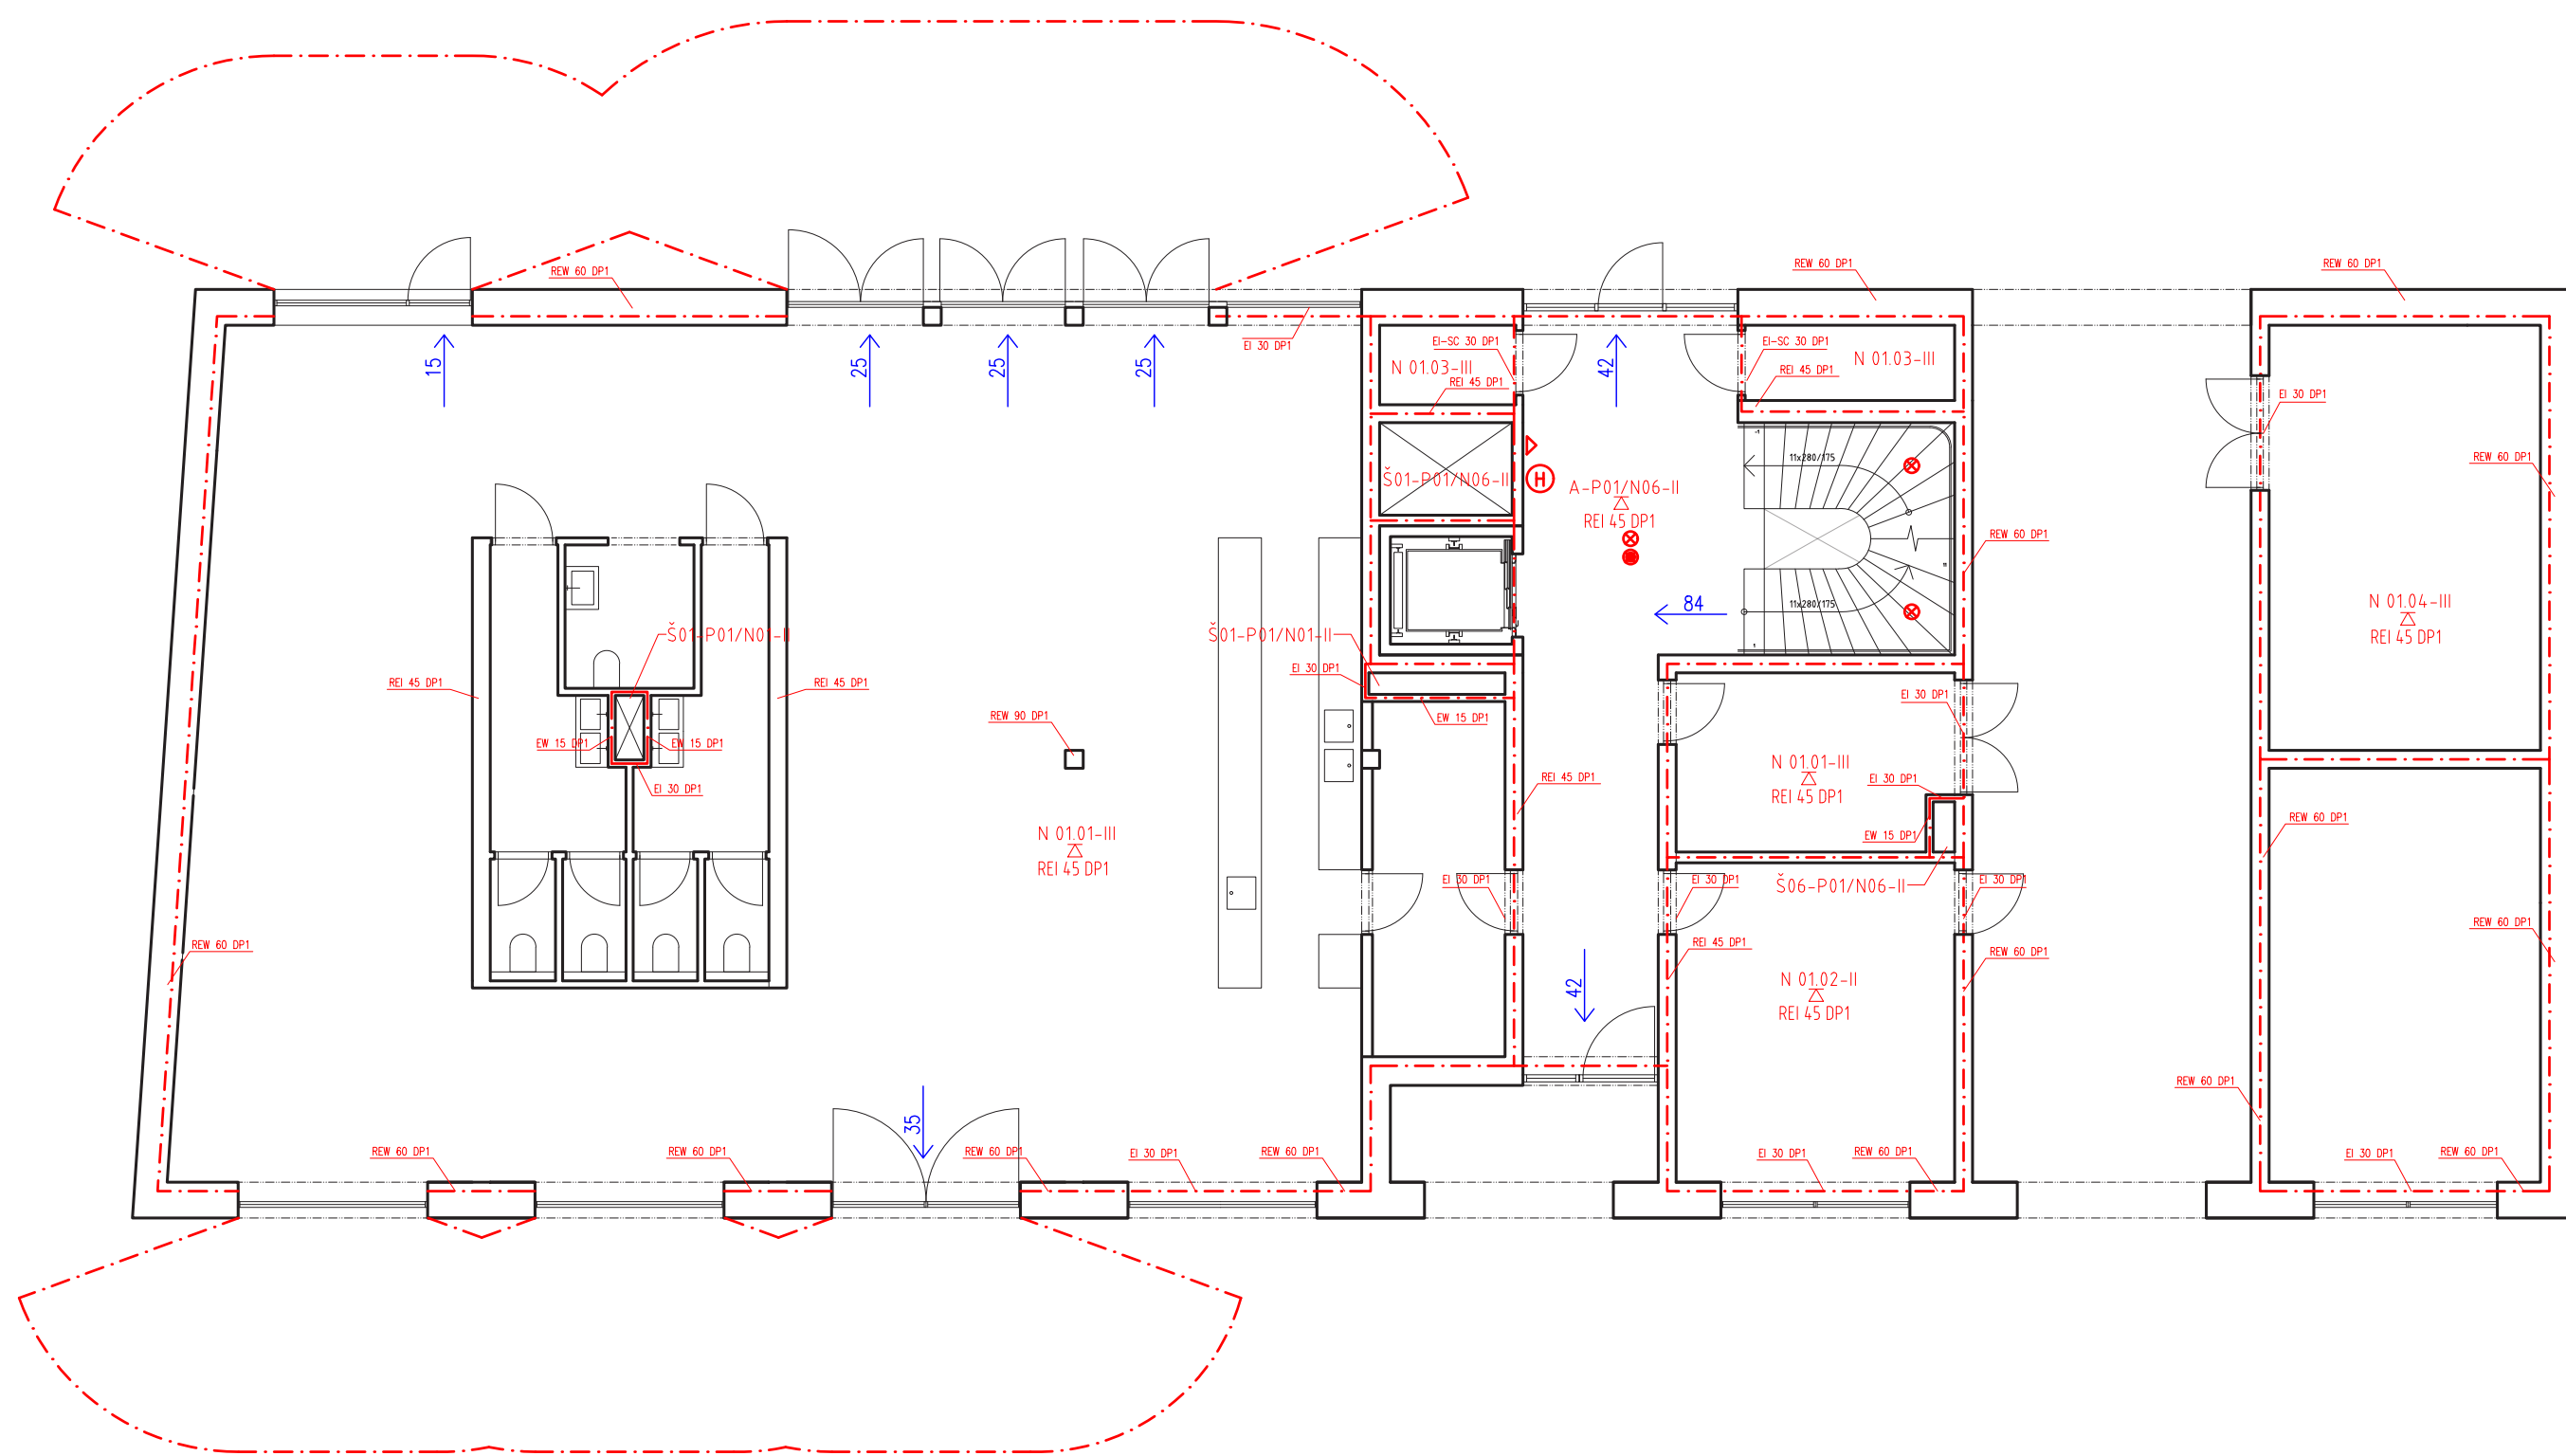 REW 60 DP1
REW 60 DP1
REW 60 DP1
15
25
25
25
EI 30 DP1
42
EI-SC 30 DP1
EI-SC 30 DP1
N 01.03-III
REI 45 DP1
REI 45 DP1
N 01.03-III
EI 30 DP1
11x280/175
REW 60 DP1
Š01-P01/N06-II
H
A-P01/N06-II
REI 45 DP1
REW 60 DP1
84
11x280/175
N 01.04-III
REI 45 DP1
Š01-P01/N01-II
Š01-P01/N01-II
EI 30 DP1
REI 45 DP1
REI 45 DP1
EI 30 DP1
REW 90 DP1
EW 15 DP1
EW 15 DP1
EW 15 DP1
EI 30 DP1
REI 45 DP1
N 01.01-III
REI 45 DP1
EI 30 DP1
REW 60 DP1
N 01.01-III
REI 45 DP1
EW 15 DP1
EI 30 DP1
EI 30 DP1
Š06-P01/N06-II
EI 30 DP1
REW 60 DP1
REW 60 DP1
REI 45 DP1
REW 60 DP1
N 01.02-II
REI 45 DP1
42
REW 60 DP1
35
REW 60 DP1
REW 60 DP1
REW 60 DP1
EI 30 DP1
REW 60 DP1
EI 30 DP1
REW 60 DP1
EI 30 DP1
REW 60 DP1